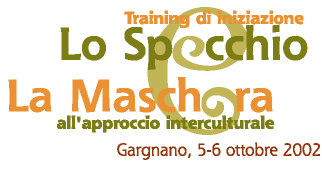 Training di iniziazione
Lo Specchio
La Maschera
all'approccio interculturale
Gargnano, 5-6 ottobre 2002